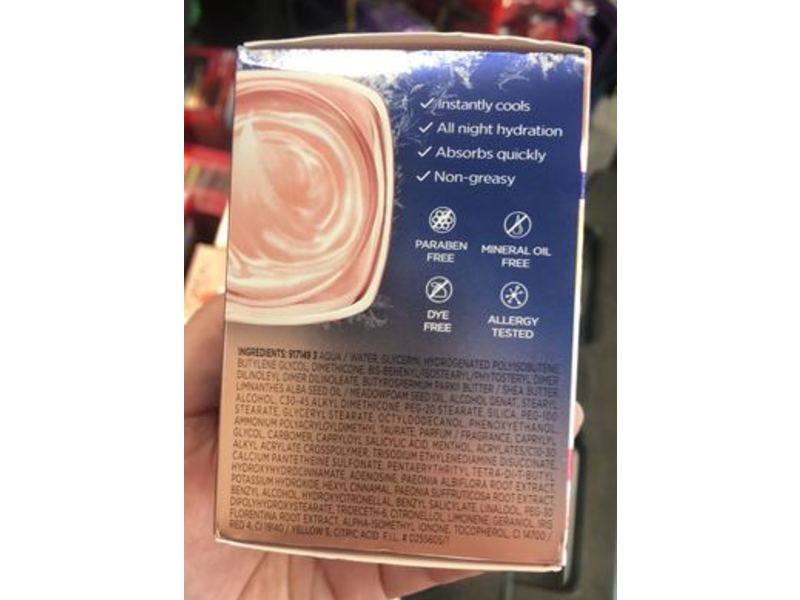 Instantly cools
All night hydration
Absorbs quickly
Non-greasy
PARABEN
FREE
MINERAL OIL
FREE
DYE
FREE
ALLERGY
TESTED
INGREDIENTS: 917149 3 AQUA / WATER, GLYCERIN, HYDROGENATED POLYISOBUTENE,
BUTYLENE GLYCOL, DIMETHICONE, BIS-BEHENYL/ISOSTEARYL/PHYTOSTERYL DIMER
DILINOLEYL DIMER DILINOLEATE, BUTYROSPERMUM PARKII BUTTER / SHEA BUTTER,
LIMNANTHES ALBA SEED OIL / MEADOWFOAM SEED OIL, ALCOHOL DENAT, STEARYL
ALCOHOL, C30-45 ALKYL DIMETHICONE, PEG-20 STEARATE, SILICA, PEG-100
STEARATE, GLYCERYL STEARATE, OCTYLDODECANOL, PHENOXYETHANOL,
AMMONIUM POLYACRYLOYLDIMETHYL TAURATE, PARFUM / FRAGRANCE, CAPRYLYL
GLYCOL, CARBOMER, CAPRYLOYL SALICYLIC ACID, MENTHOL, ACRYLATES/C10-30
ALKYL ACRYLATE CROSSPOLYMER, TRISODIUM ETHYLENEDIAMINE DISUCCINATE,
CALCIUM PANTETHEINE SULFONATE, PENTAERYTHRITYL TETRA-DI-T-BUTYL
HYDROXYHYDROCINNAMATE, ADENOSINE, PAEONIA ALBIFLORA ROOT EXTRACT,
POTASSIUM HYDROXIDE, HEXYL CINNAMAL, PAEONIA SUFFRUTICOSA ROOT EXTRACT,
BENZYL ALCOHOL, HYDROXYCITRONELLAL, BENZYL SALICYLATE, LINALOOL, PEG-30
DIPOLYHYDROXYSTEARATE, TRIDECETH-6, CITRONELLOL, LIMONENE, GERANIOL, IRIS
FLORENTINA ROOT EXTRACT, ALPHA-ISOMETHYL IONONE, TOCOPHEROL, CI 14700 /
RED 4, CI 19140 / YELLOW 5, CITRIC ACID. F.I.L. # D255605/1